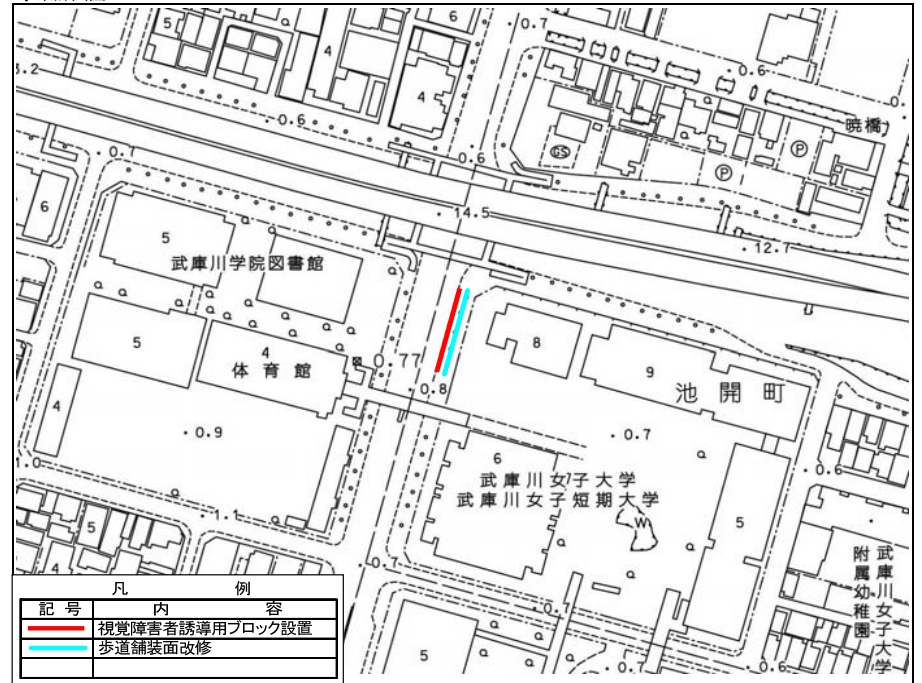 5
4
6
0.7
3.2
4
0.6
0.6
暁橋
GS
P
P
0.7
0.6
6
14.5
12.7
5
武庫川学院図書館
5
4
体育館
0.77
8
9
池開町
4
0.8
0.9
0.7
6
武庫川女子大学
武庫川女子短期大学
W
0.6
1.0
1.1
5
5
4
0.7
武庫川女子大学
附属幼稚園
0.7
5
0.7
0.6
凡 例
記号 内 容
視覚障害者誘導用ブロック設置
歩道舗装面改修